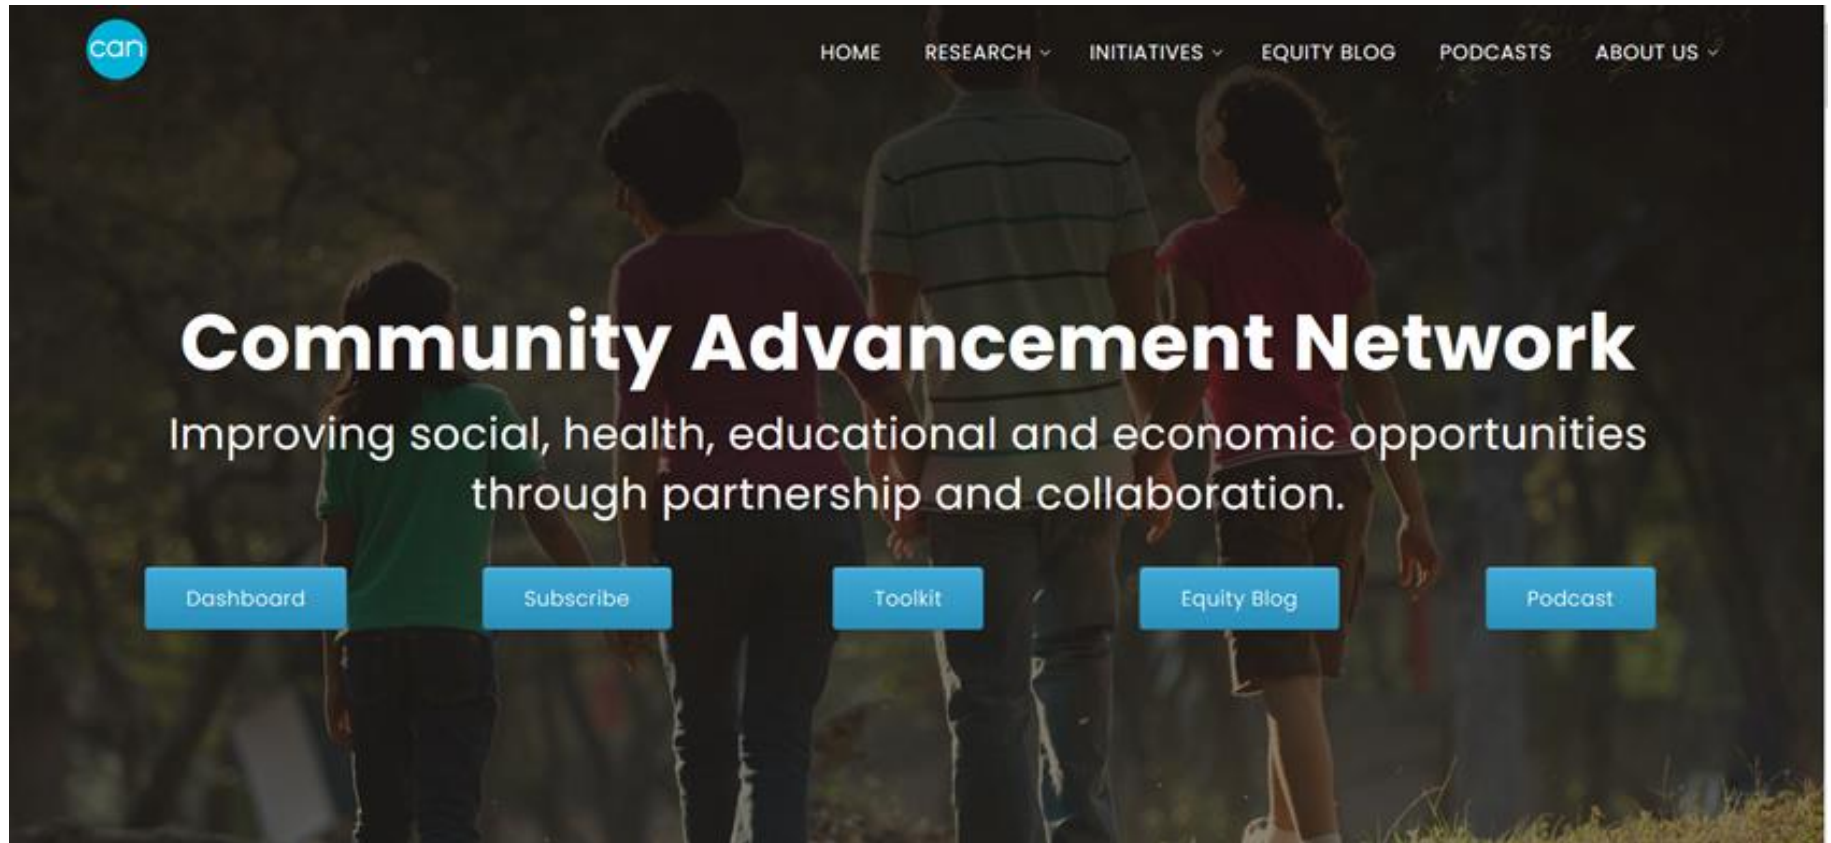 can
HOME RESEARCH INITIATIVES EQUITY BLOG PODCASTS ABOUT US
Community Advancement Network
Improving social, health, educational and economic opportunities
through partnership and collaboration.
Dashboard Subscribe Toolkit Equity Blog Podcast